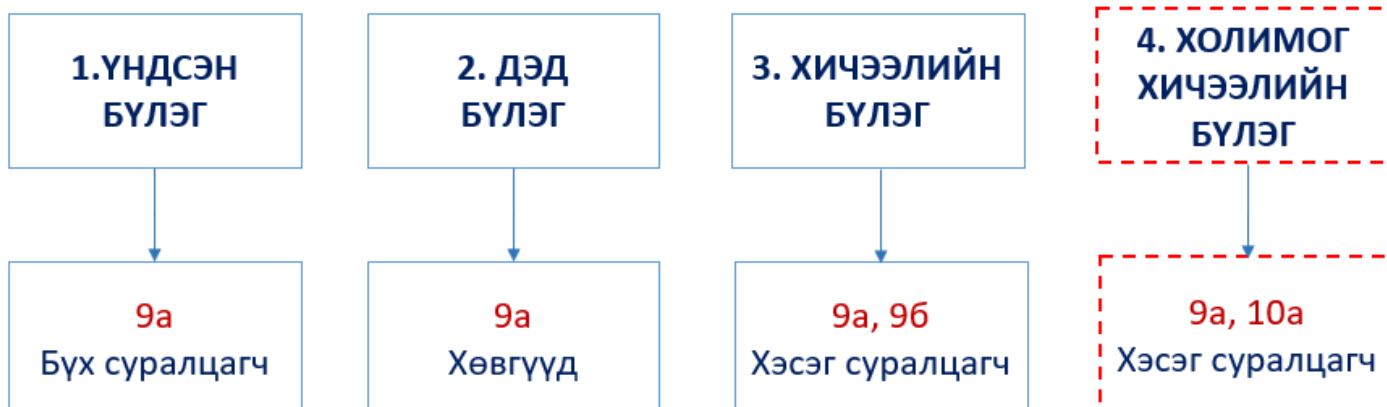 1.ҮНДСЭН
БҮЛЭГ
2. ДЭД
БҮЛЭГ
3. ХИЧЭЭЛИЙН
БҮЛЭГ
4. ХОЛИМОГ
ХИЧЭЭЛИЙН
БҮЛЭГ
9а
Бүх суралцагч
9а
Хөвгүүд
9а, 9б
Хэсэг суралцагч
9а, 10а
Хэсэг суралцагч